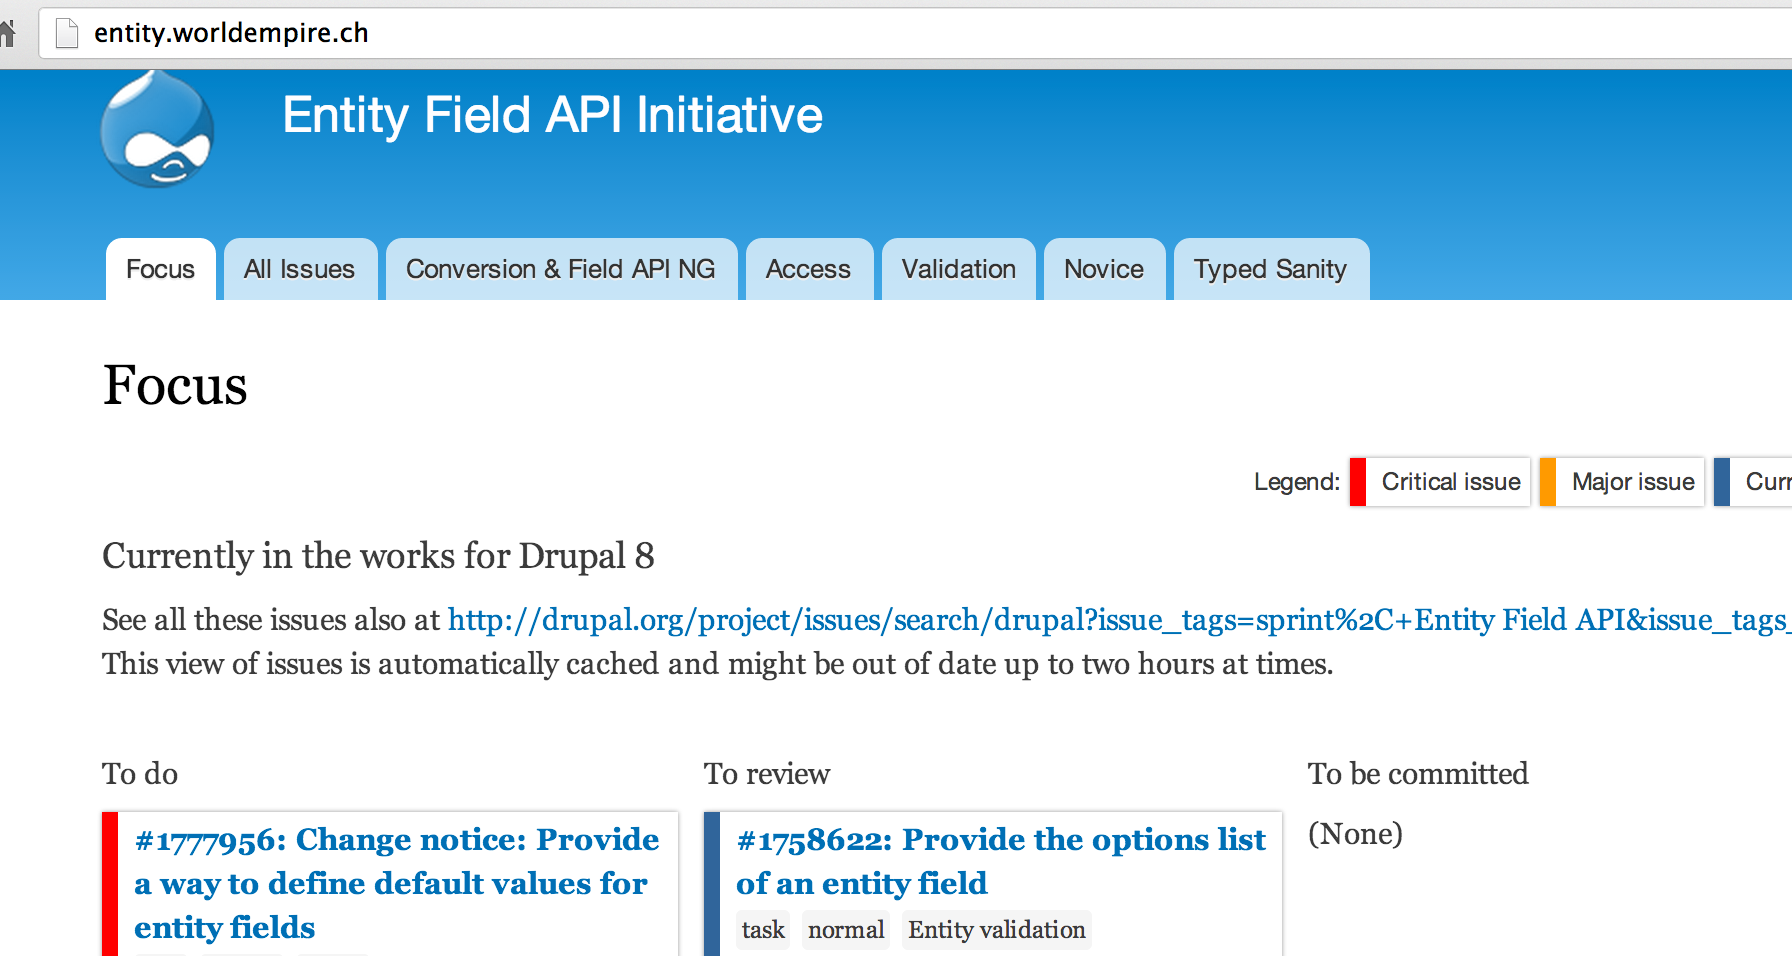 entity.worldempire.ch
Entity Field API Initiative
Focus
All Issues
Conversion & Field API NG
Access
Validation
Novice
Typed Sanity
Focus
Legend:
Critical issue
Major issue
Currently in the works for Drupal 8
See all these issues also at http://drupal.org/project/issues/search/drupal?issue_tags=sprint%2C+Entity Field API&issue_tags_
This view of issues is automatically cached and might be out of date up to two hours at times.
To do
#1777956: Change notice: Provide
a way to define default values for
entity fields
To review
#1758622: Provide the options list
of an entity field
task
normal
Entity validation
To be committed
(None)